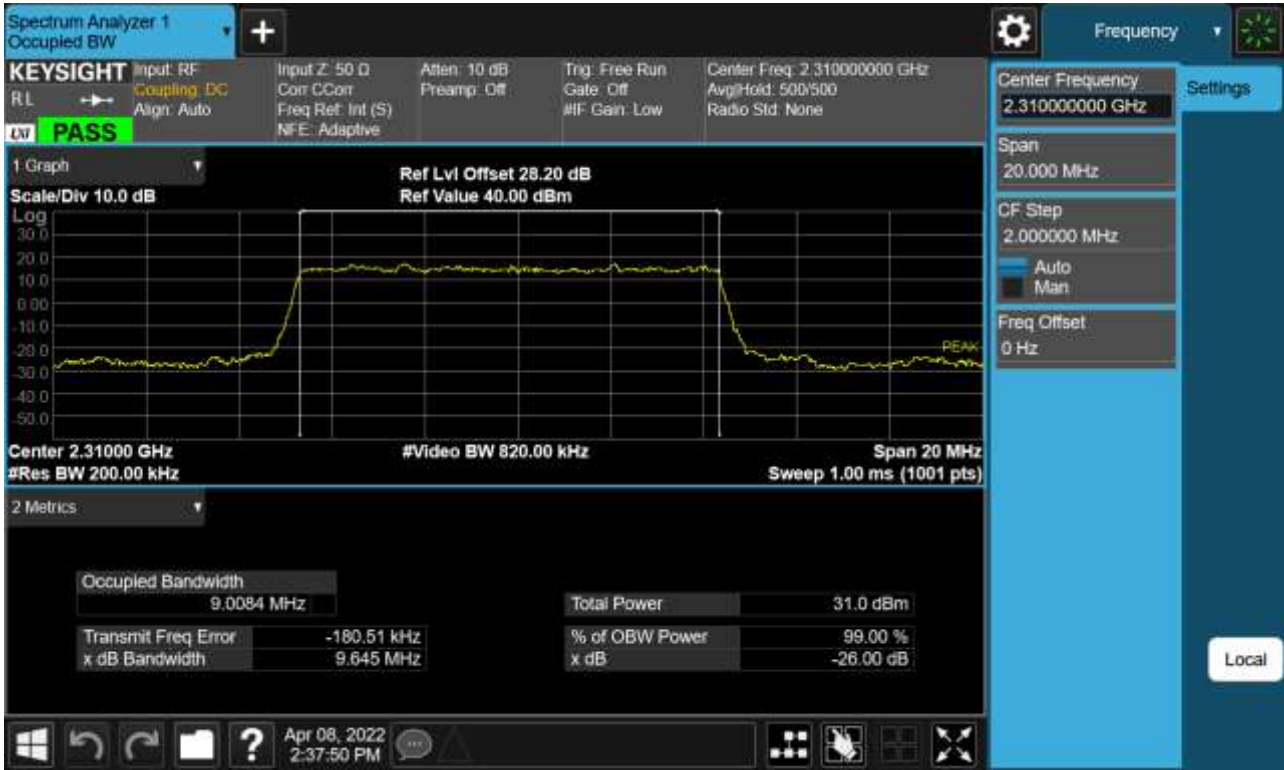 Spectrum Analyzer 1
Occupied BW
+
Frequency
KEYSIGHT
RL
LXI
PASS
Input: RF
Coupling: DC
Align: Auto
Input Z: 50 Ω
Corr CCorr
Freq Ref: Int (S)
NFE: Adaptive
Atten: 10 dB
Preamp: Off
Trig: Free Run
Gate: Off
#IF Gain: Low
Center Freq: 2.310000000 GHz
Avg|Hold: 500/500
Radio Std: None
Center Frequency
2.310000000 GHz
Settings
Span
20.000 MHz
CF Step
2.000000 MHz
Auto
Man
Freq Offset
0 Hz
Local
1 Graph
Scale/Div 10.0 dB
Ref Lvl Offset 28.20 dB
Ref Value 40.00 dBm
Log
30.0
20.0
10.0
0.00
-10.0
-20.0
-30.0
-40.0
-50.0
PEAK
Center 2.31000 GHz
#Video BW 820.00 kHz
Span 20 MHz
#Res BW 200.00 kHz
Sweep 1.00 ms (1001 pts)
2 Metrics
Occupied Bandwidth
9.0084 MHz
Total Power 31.0 dBm
Transmit Freq Error -180.51 kHz
% of OBW Power 99.00 %
x dB Bandwidth 9.645 MHz
x dB -26.00 dB
?
Apr 08, 2022
2:37:50 PM